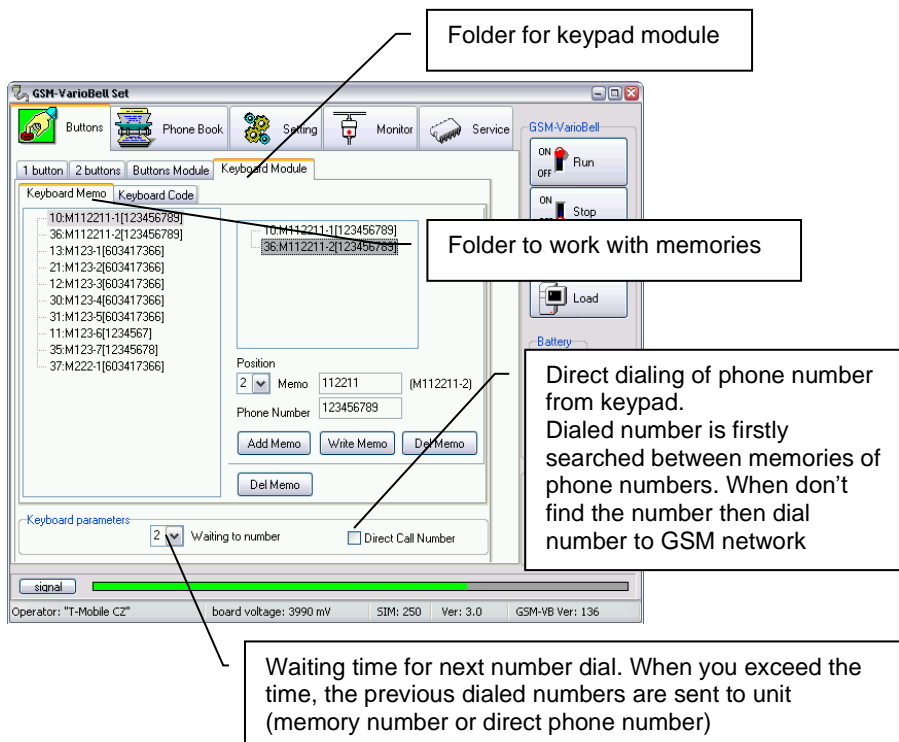 Folder for keypad module
GSM-VarioBell Set
Buttons
Phone Book
Setting
Monitor
Service
GSM-VarioBell
ON
OFF
Run
1 button
2 buttons
Buttons Module
Keyboard Module
Keyboard Memo
Keyboard Code
ON
Stop
10:M112211-1[123456789]
36:M112211-2[123456789]
13:M123-1[603417366]
21:M123-2[603417366]
12:M123-3[603417366]
30:M123-4[603417366]
31:M123-5[603417366]
11:M123-6[1234567]
35:M123-7[12345678]
37:M222-1[603417366]
10:M112211-1[123456789]
36:M112211-2[123456789]
Folder to work with memories
Load
Battery
Position
2
Memo
112211
(M112211-2)
Phone Number
123456789
Add Memo
Write Memo
Del Memo
Del Memo
Direct dialing of phone number
from keypad.
Dialed number is firstly
searched between memories of
phone numbers. When don't
find the number then dial
number to GSM network
Keyboard parameters
2
Waiting to number
Direct Call Number
signal
Operator: "T-Mobile CZ"
board voltage: 3990 mV
SIM: 250
Ver: 3.0
GSM-VB Ver: 136
Waiting time for next number dial. When you exceed the
time, the previous dialed numbers are sent to unit
(memory number or direct phone number)